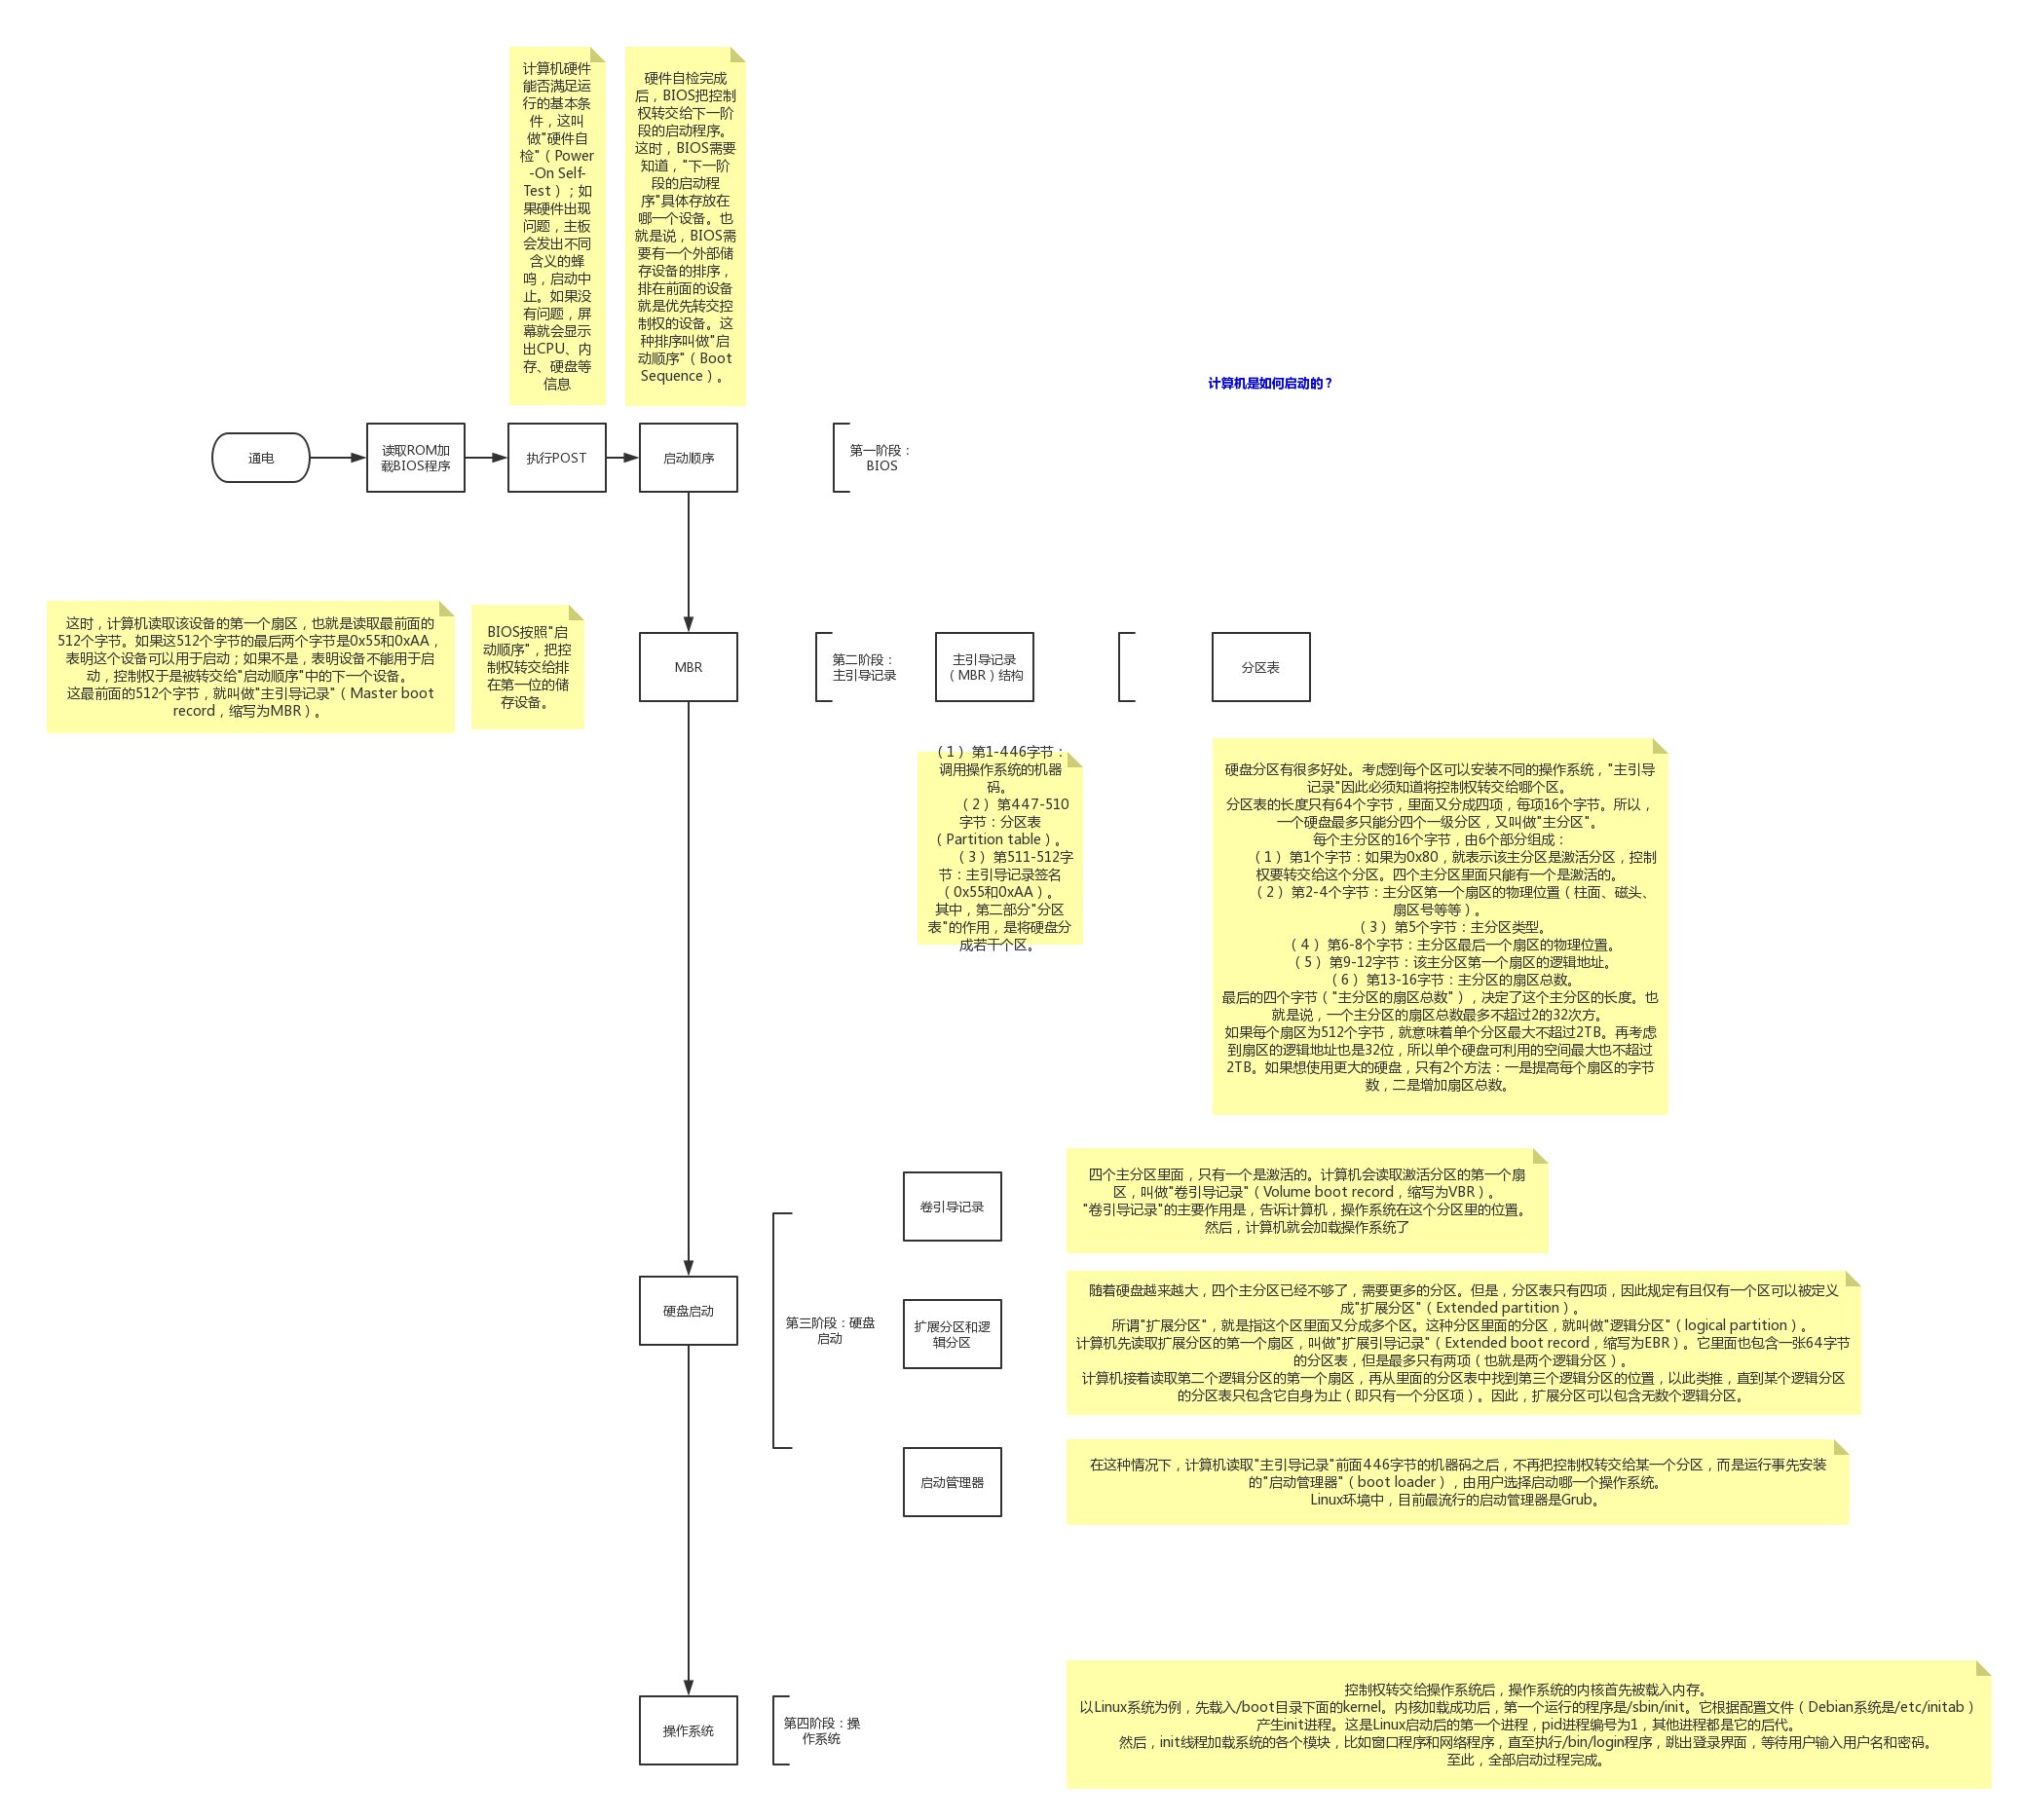 计算机硬件
能否满足运
行的基本条
件，这叫
做"硬件自
检"（Power
-On Self-
Test）；如
果硬件出现
问题，主板
会发出不同
含义的蜂
鸣，启动中
止。如果没
有问题，屏
幕就会显示
出CPU、内
存、硬盘等
信息
硬件自检完成
后，BIOS把控制
权转交给下一阶
段的启动程序。
这时，BIOS需要
知道，"下一阶
段的启动程
序"具体存放在
哪一个设备。也
就是说，BIOS需
要有一个外部储
存设备的排序，
排在前面的设备
就是优先转交控
制权的设备。这
种排序叫做"启
动顺序"（Boot
Sequence）。
计算机是如何启动的？
通电
读取ROM加
载BIOS程序
执行POST
启动顺序
第一阶段：
BIOS
这时，计算机读取该设备的第一个扇区，也就是读取最前面的
512个字节。如果这512个字节的最后两个字节是0x55和0xAA，
表明这个设备可以用于启动；如果不是，表明设备不能用于启
动，控制权于是被转交给"启动顺序"中的下一个设备。
这最前面的512个字节，就叫做"主引导记录"（Master boot
record，缩写为MBR）。
BIOS按照"启
动顺序"，把控
制权转交给排
在第一位的储
存设备。
MBR
第二阶段：
主引导记录
主引导记录
（MBR）结构
分区表
（1） 第1-446字节：
调用操作系统的机器
码。
（2） 第447-510
字节：分区表
（Partition table）。
（3） 第511-512字
节：主引导记录签名
（0x55和0xAA）。
其中，第二部分"分区
表"的作用，是将硬盘分
成若干个区。
硬盘分区有很多好处。考虑到每个区可以安装不同的操作系统，"主引导
记录"因此必须知道将控制权转交给哪个区。
分区表的长度只有64个字节，里面又分成四项，每项16个字节。所以，
一个硬盘最多只能分四个一级分区，又叫做"主分区"。
每个主分区的16个字节，由6个部分组成：
（1） 第1个字节：如果为0x80，就表示该主分区是激活分区，控制
权要转交给这个分区。四个主分区里面只能有一个是激活的。
（2） 第2-4个字节：主分区第一个扇区的物理位置（柱面、磁头、
扇区号等等）。
（3） 第5个字节：主分区类型。
（4） 第6-8个字节：主分区最后一个扇区的物理位置。
（5） 第9-12字节：该主分区第一个扇区的逻辑地址。
（6） 第13-16字节：主分区的扇区总数。
最后的四个字节（"主分区的扇区总数"），决定了这个主分区的长度。也
就是说，一个主分区的扇区总数最多不超过2的32次方。
如果每个扇区为512个字节，就意味着单个分区最大不超过2TB。再考虑
到扇区的逻辑地址也是32位，所以单个硬盘可利用的空间最大也不超过
2TB。如果想使用更大的硬盘，只有2个方法：一是提高每个扇区的字节
数，二是增加扇区总数。
卷引导记录
四个主分区里面，只有一个是激活的。计算机会读取激活分区的第一个扇
区，叫做"卷引导记录"（Volume boot record，缩写为VBR）。
"卷引导记录"的主要作用是，告诉计算机，操作系统在这个分区里的位置。
然后，计算机就会加载操作系统了
硬盘启动
第三阶段：硬盘
启动
扩展分区和逻
辑分区
随着硬盘越来越大，四个主分区已经不够了，需要更多的分区。但是，分区表只有四项，因此规定有且仅有一个区可以被定义
成"扩展分区"（Extended partition）。
所谓"扩展分区"，就是指这个区里面又分成多个区。这种分区里面的分区，就叫做"逻辑分区"（logical partition）。
计算机先读取扩展分区的第一个扇区，叫做"扩展引导记录"（Extended boot record，缩写为EBR）。它里面也包含一张64字节
的分区表，但是最多只有两项（也就是两个逻辑分区）。
计算机接着读取第二个逻辑分区的第一个扇区，再从里面的分区表中找到第三个逻辑分区的位置，以此类推，直到某个逻辑分区
的分区表只包含它自身为止（即只有一个分区项）。因此，扩展分区可以包含无数个逻辑分区。
启动管理器
在这种情况下，计算机读取"主引导记录"前面446字节的机器码之后，不再把控制权转交给某一个分区，而是运行事先安装
的"启动管理器"（boot loader），由用户选择启动哪一个操作系统。
Linux环境中，目前最流行的启动管理器是Grub。
操作系统
第四阶段：操
作系统
控制权转交给操作系统后，操作系统的内核首先被载入内存。
以Linux系统为例，先载入/boot目录下面的kernel。内核加载成功后，第一个运行的程序是/sbin/init。它根据配置文件（Debian系统是/etc/initab）
产生init进程。这是Linux启动后的第一个进程，pid进程编号为1，其他进程都是它的后代。
然后，init线程加载系统的各个模块，比如窗口程序和网络程序，直至执行/bin/login程序，跳出登录界面，等待用户输入用户名和密码。
至此，全部启动过程完成。